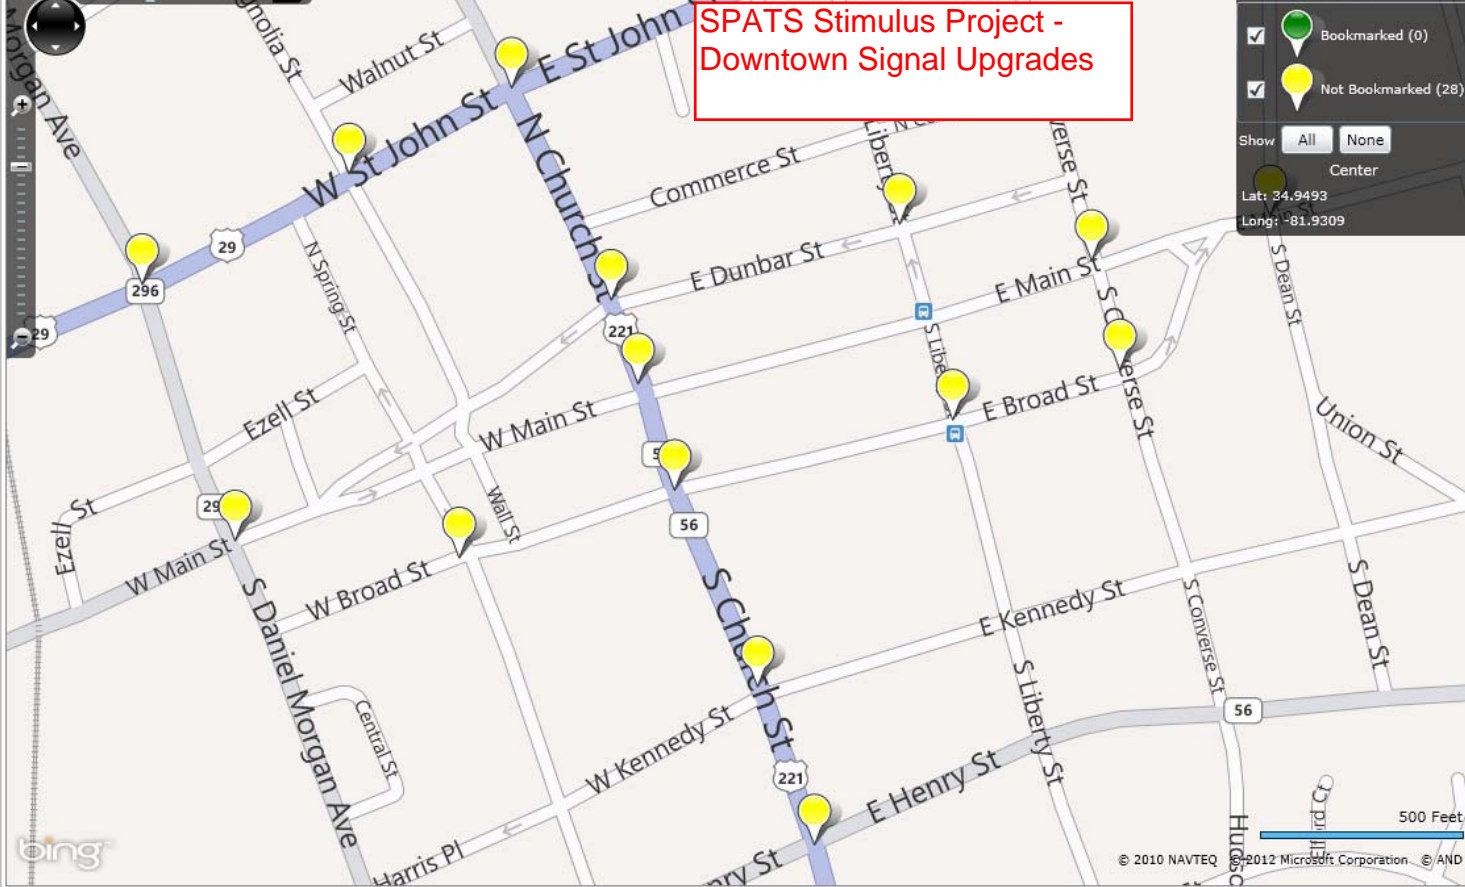 SPATS Stimulus Project -
Downtown Signal Upgrades
Bookmarked (0)
Not Bookmarked (28)
Show
All
None
Center
Lat: 34.9493
Long: -81.9309
Morgan Ave
Walnut St
E St John
W St John St
N Church St
Commerce St
E Dunbar St
E Main St
N Spring St
29
296
29
221
Ezell St
W Main St
Wall St
E Broad St
S Dean St
Union St
Ezell St
W Main St
W Broad St
56
S Daniel Morgan Ave
S Church St
E Kennedy St
S Converse St
S Dean St
Central St
W Kennedy St
S Liberty St
56
221
E Henry St
Harris Pl
500 Feet
bing
© 2010 NAVTEQ © 2012 Microsoft Corporation © AND